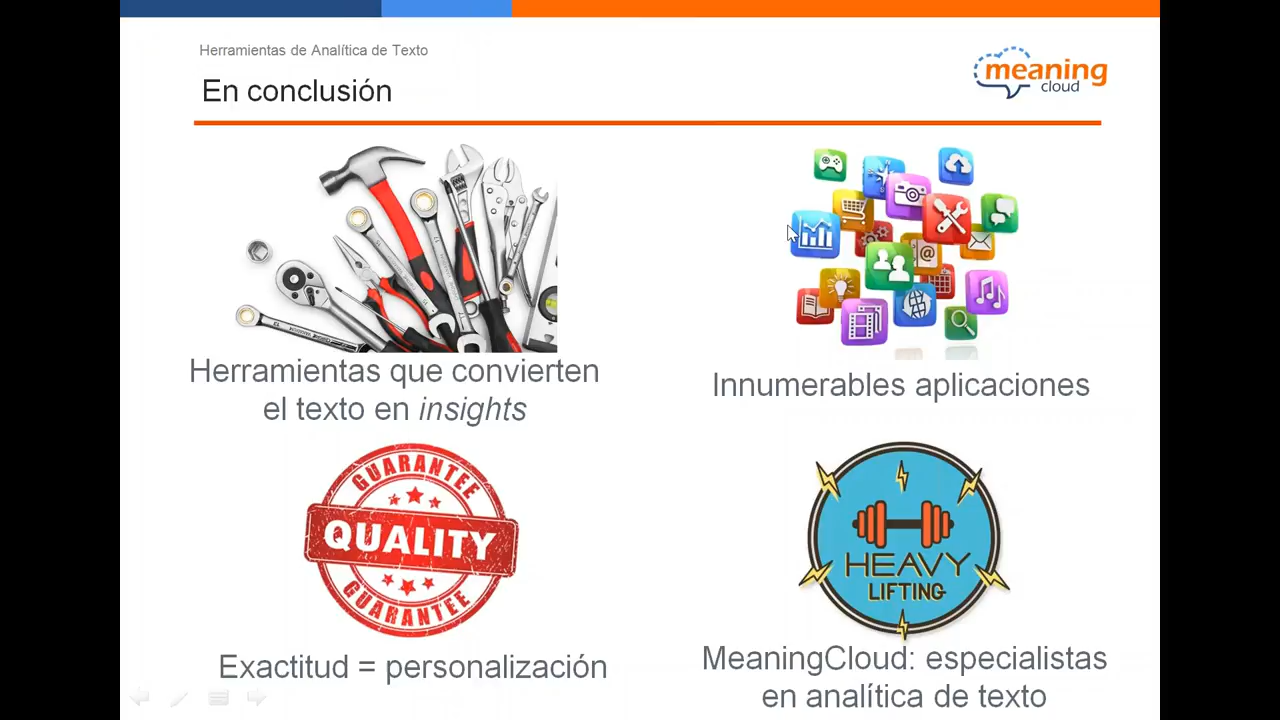 Herramientas de Analítica de Texto
En conclusión
meaning
cloud
Herramientas que convierten
el texto en insights
Innumerables aplicaciones
GUARANTEE
QUALITY
GUARANTEE
Exactitud = personalización
HEAVY
LIFTING
MeaningCloud: especialistas
en analítica de texto